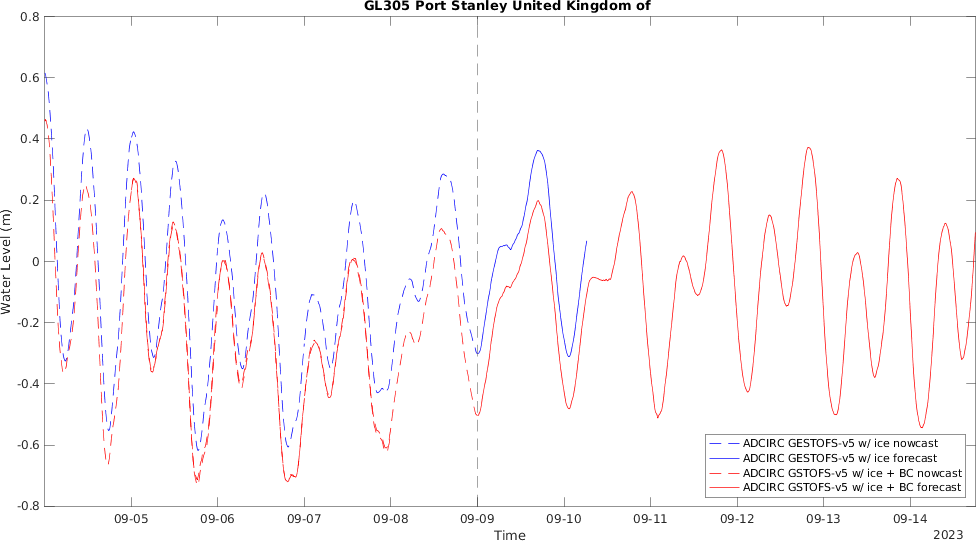 GL305 Port Stanley United Kingdom of
0.8
0.6
0.4
0.2
0
-0.2
-0.4
-0.6
-0.8
Water Level (m)
09-05 09-06 09-07 09-08 09-09 09-10 09-11 09-12 09-13 09-14
Time
2023
ADCIRC GESTOFS-v5 w/ ice nowcast
ADCIRC GESTOFS-v5 w/ ice forecast
ADCIRC GSTOFS-v5 w/ ice + BC nowcast
ADCIRC GSTOFS-v5 w/ ice + BC forecast